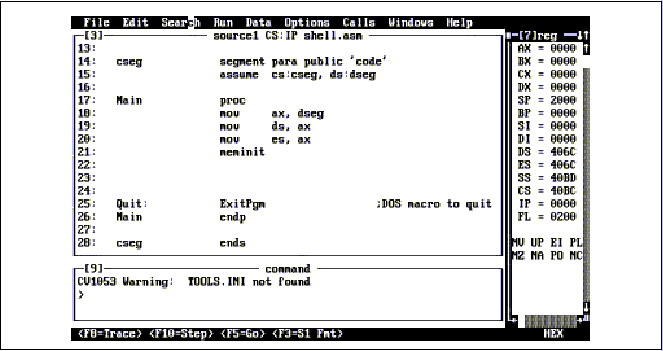 File Edit Search Run Data Options Calls Windows Help
[3] source1 CS:IP shell.asm
13:
14: cseg segment para public 'code'
15: assume cs:cseg, ds:dseg
16:
17: Main proc
18: mov ax, dseg
19: mov ds, ax
20: mov es, ax
21: meminit
22:
23:
24:
25: Quit: ExitPgm ;DOS macro to quit
26: Main endp
27:
28: cseg ends
[7]reg
AX = 0000
BX = 0000
CX = 0000
DX = 0000
SP = 2000
BP = 0000
SI = 0000
DI = 0000
DS = 406C
ES = 406C
SS = 40BD
CS = 40BC
IP = 0000
FL = 0200
NV UP EI PL
NZ NA PO NC
[9] command
CV1053 Warning: TOOLS.INI not found
>
<F8=Trace> <F10=Step> <F5=Go> <F3=S1 Fmt> HEX